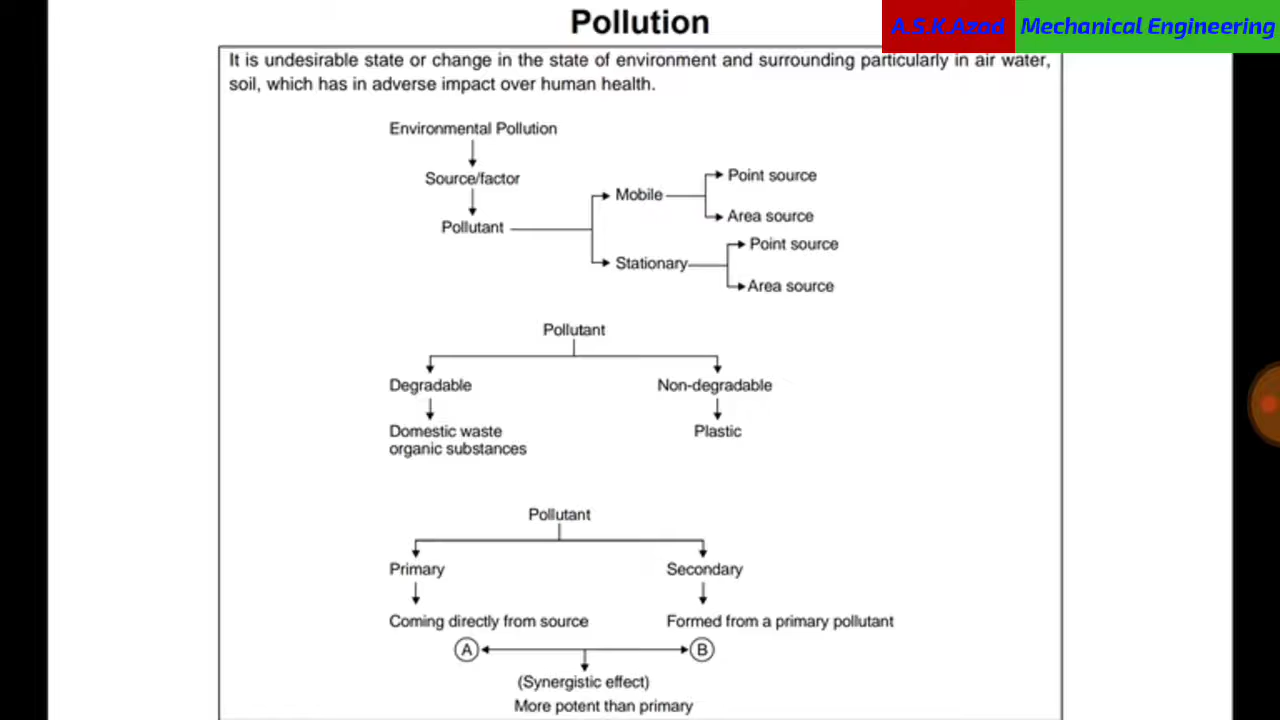 Pollution
A.S.K.Azad Mechanical Engineering
It is undesirable state or change in the state of environment and surrounding particularly in air water,
soil, which has in adverse impact over human health.
Environmental Pollution
Source/factor
Pollutant
Mobile
Point source
Area source
Stationary
Point source
Area source
Pollutant
Degradable
Non-degradable
Domestic waste
organic substances
Plastic
Pollutant
Primary
Secondary
Coming directly from source
Formed from a primary pollutant
A
B
(Synergistic effect)
More potent than primary